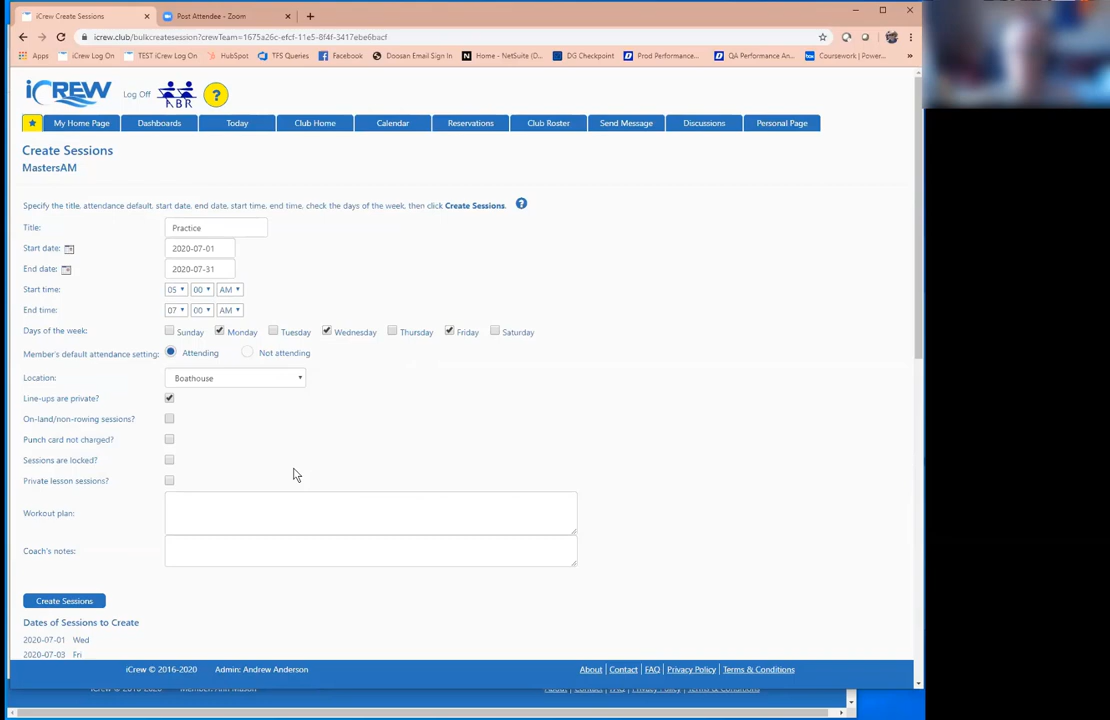 iCrew Create Sessions
Post Attendee - Zoom
icrew.club/bulkcreatesession?crewTeam=1675a26c-efcf-11e5-8f4f-3417ebe6bacf
Apps
iCrew Log On
TEST iCrew Log On
HubSpot
TFS Queries
Facebook
Doosan Email Sign In
Home - NetSuite (O...
DG Checkpoint
Prod Performance...
QA Performance An...
Coursework | Power...
iCREW
Log Off
ABR
?
My Home Page
Dashboards
Today
Club Home
Calendar
Reservations
Club Roster
Send Message
Discussions
Personal Page
Create Sessions
MastersAM
Specify the title, attendance default, start date, end date, start time, end time, check the days of the week, then click Create Sessions. ?
Title: Practice
Start date: 2020-07-01
End date: 2020-07-31
Start time: 05 00 AM
End time: 07 00 AM
Days of the week: Sunday Monday Tuesday Wednesday Thursday Friday Saturday
Member's default attendance setting: Attending Not attending
Location: Boathouse
Line-ups are private?
On-land/non-rowing sessions?
Punch card not charged?
Sessions are locked?
Private lesson sessions?
Workout plan:
Coach's notes:
Create Sessions
Dates of Sessions to Create
2020-07-01 Wed
2020-07-03 Fri
iCrew © 2016-2020 Admin: Andrew Anderson About | Contact | FAQ | Privacy Policy | Terms & Conditions